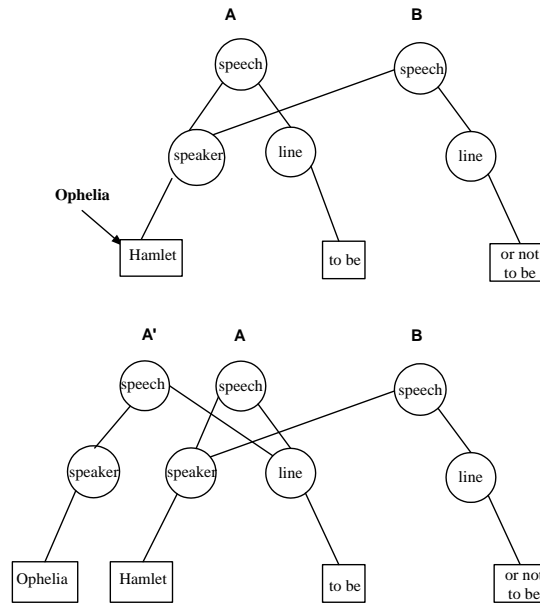 A B
speech speech
speaker line line
Ophelia
Hamlet to be or not
to be
A' A B
speech speech speech
speaker speaker line line
Ophelia Hamlet to be or not
to be